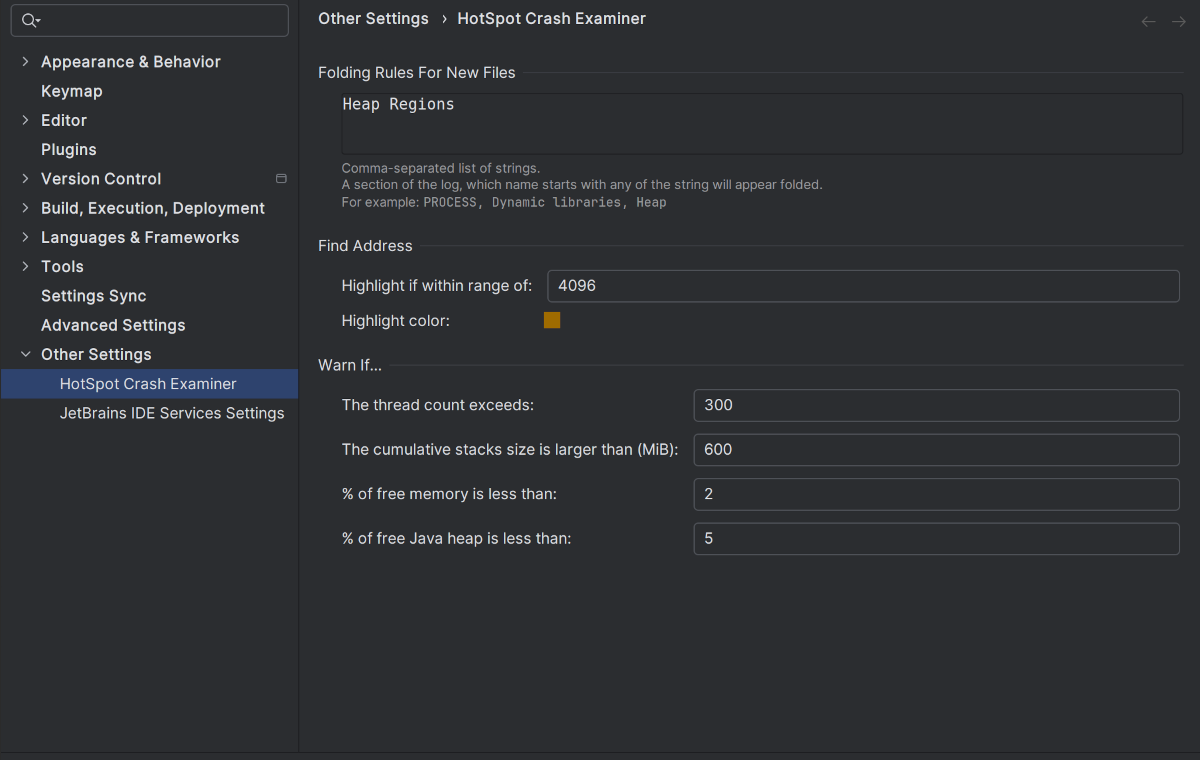 Appearance & Behavior
Keymap
Editor
Plugins
Version Control
Build, Execution, Deployment
Languages & Frameworks
Tools
Settings Sync
Advanced Settings
Other Settings
HotSpot Crash Examiner
JetBrains IDE Services Settings
Other Settings › HotSpot Crash Examiner
Folding Rules For New Files
Heap Regions
Comma-separated list of strings.
A section of the log, which name starts with any of the string will appear folded.
For example: PROCESS, Dynamic libraries, Heap
Find Address
Highlight if within range of: 4096
Highlight color:
Warn If...
The thread count exceeds: 300
The cumulative stacks size is larger than (MiB): 600
% of free memory is less than: 2
% of free Java heap is less than: 5